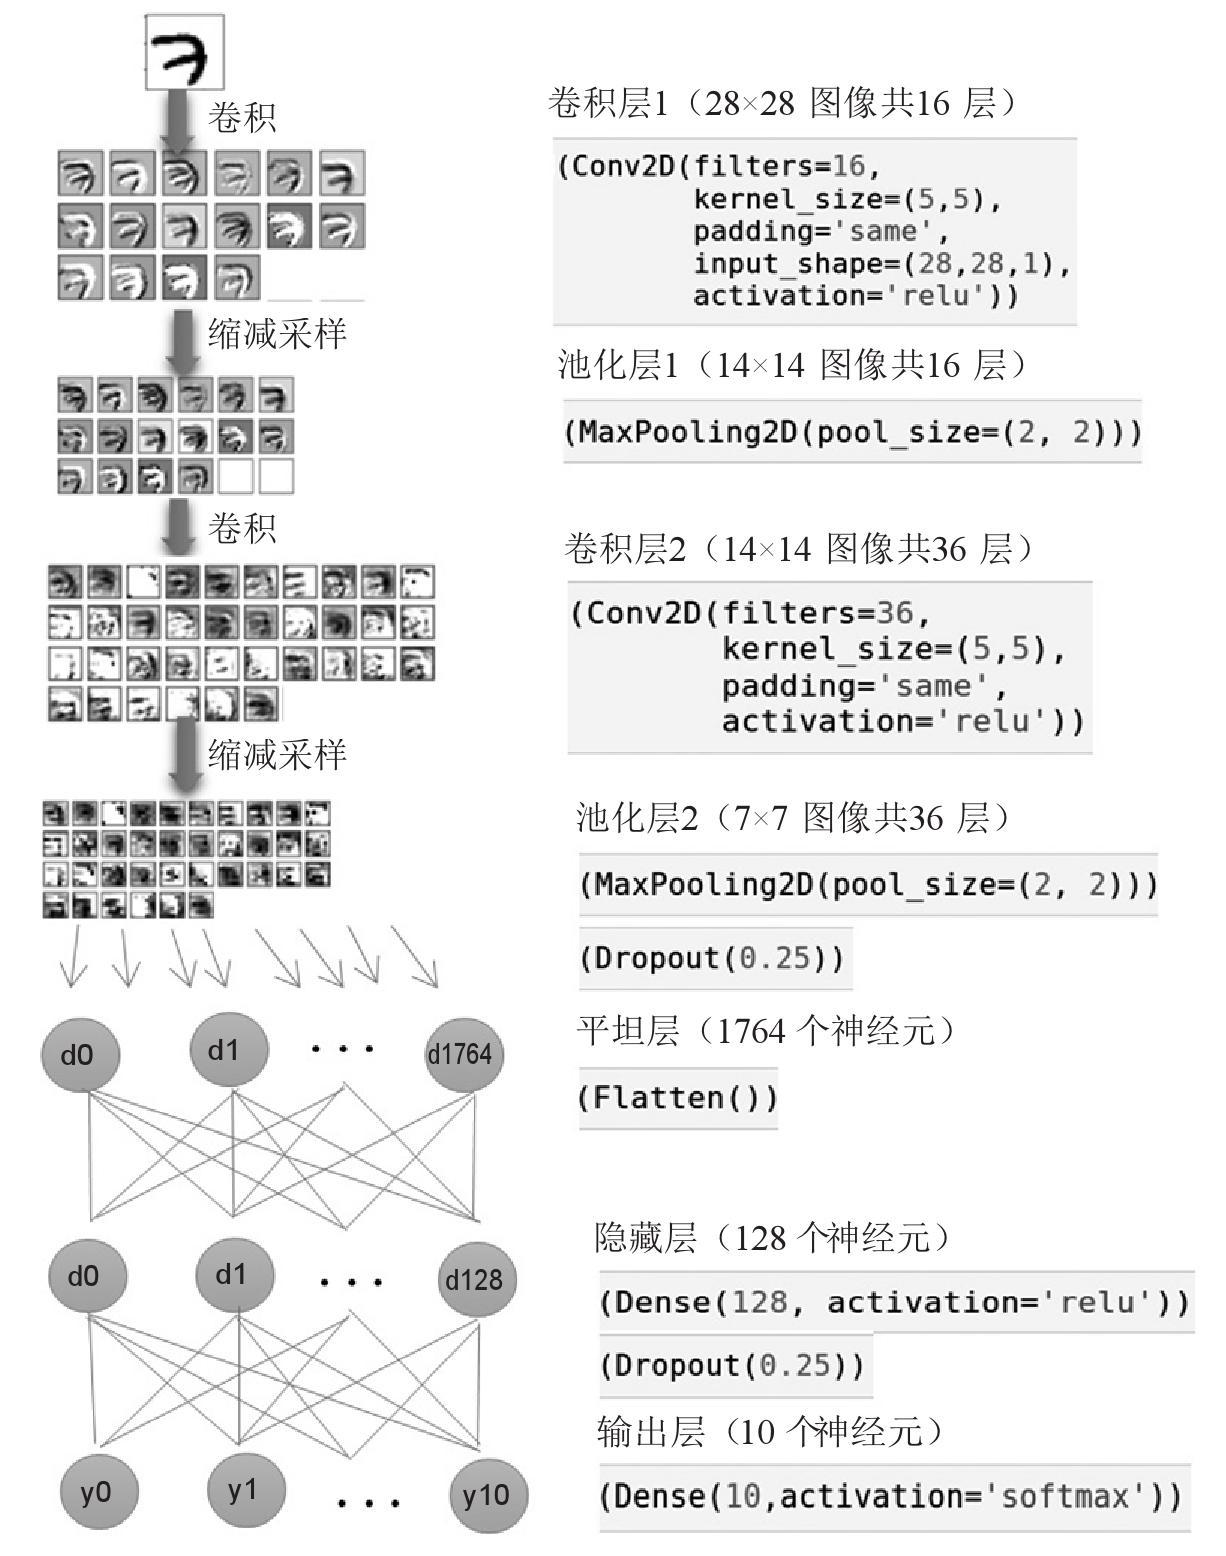 卷积
卷积层1（28×28 图像共16 层）
(Conv2D(filters=16,
kernel_size=(5,5),
padding='same',
input_shape=(28,28,1),
activation='relu'))
缩减采样
池化层1（14×14 图像共16 层）
(MaxPooling2D(pool_size=(2, 2)))
卷积
卷积层2（14×14 图像共36 层）
(Conv2D(filters=36,
kernel_size=(5,5),
padding='same',
activation='relu'))
缩减采样
池化层2（7×7 图像共36 层）
(MaxPooling2D(pool_size=(2, 2)))
(Dropout(0.25))
d0 d1 ··· d1764
平坦层（1764 个神经元）
(Flatten())
d0 d1 ··· d128
隐藏层（128 个神经元）
(Dense(128, activation='relu'))
(Dropout(0.25))
y0 y1 ··· y10
输出层（10 个神经元）
(Dense(10,activation='softmax'))